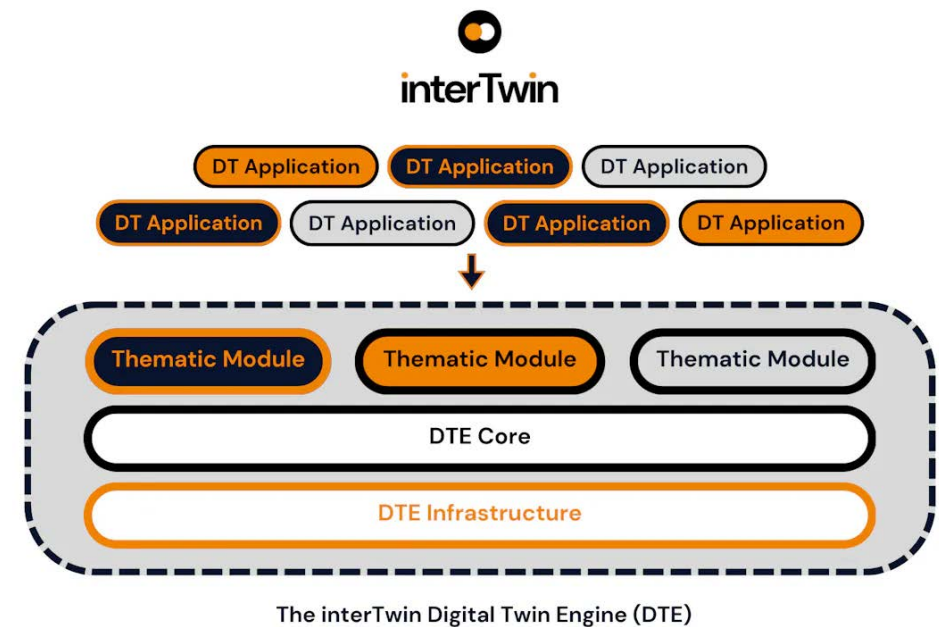 interTwin
DT Application DT Application DT Application
DT Application DT Application DT Application DT Application
Thematic Module Thematic Module Thematic Module
DTE Core
DTE Infrastructure
The interTwin Digital Twin Engine (DTE)